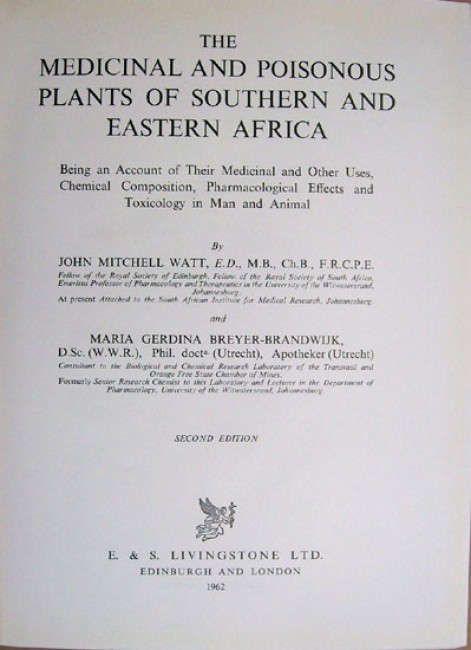 THE
MEDICINAL AND POISONOUS
PLANTS OF SOUTHERN AND
EASTERN AFRICA
Being an Account of Their Medicinal and Other Uses,
Chemical Composition, Pharmacological Effects and
Toxicology in Man and Animal
By
JOHN MITCHELL WATT, E.D., M.B., Ch.B., F.R.C.P.E.
Fellow of the Royal Society of Edinburgh, Fellow of the Royal Society of South Africa,
Emeritus Professor of Pharmacology and Therapeutics in the University of the Witwatersrand,
Johannesburg.
At present Attached to the South African Institute for Medical Research, Johannesburg.
and
MARIA GERDINA BREYER-BRANDWIJK,
D.Sc. (W.W.R.), Phil. docta. (Utrecht), Apotheker (Utrecht)
Consultant to the Biological and Chemical Research Laboratory of the Transvaal and
Orange Free State Chamber of Mines.
Formerly Senior Research Chemist to this Laboratory and Lecturer in the Department of
Pharmacology, University of the Witwatersrand, Johannesburg.
SECOND EDITION
E. & S. LIVINGSTONE LTD.
EDINBURGH AND LONDON
1962